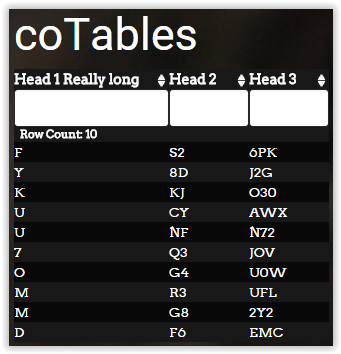 coTables
Head 1 Really long Head 2 Head 3
Row Count: 10
F S2 6PK
Y 8D J2G
K KJ O30
U CY AWX
U NF N72
7 Q3 JOV
O G4 U0W
M R3 UFL
M G8 2Y2
D F6 EMC